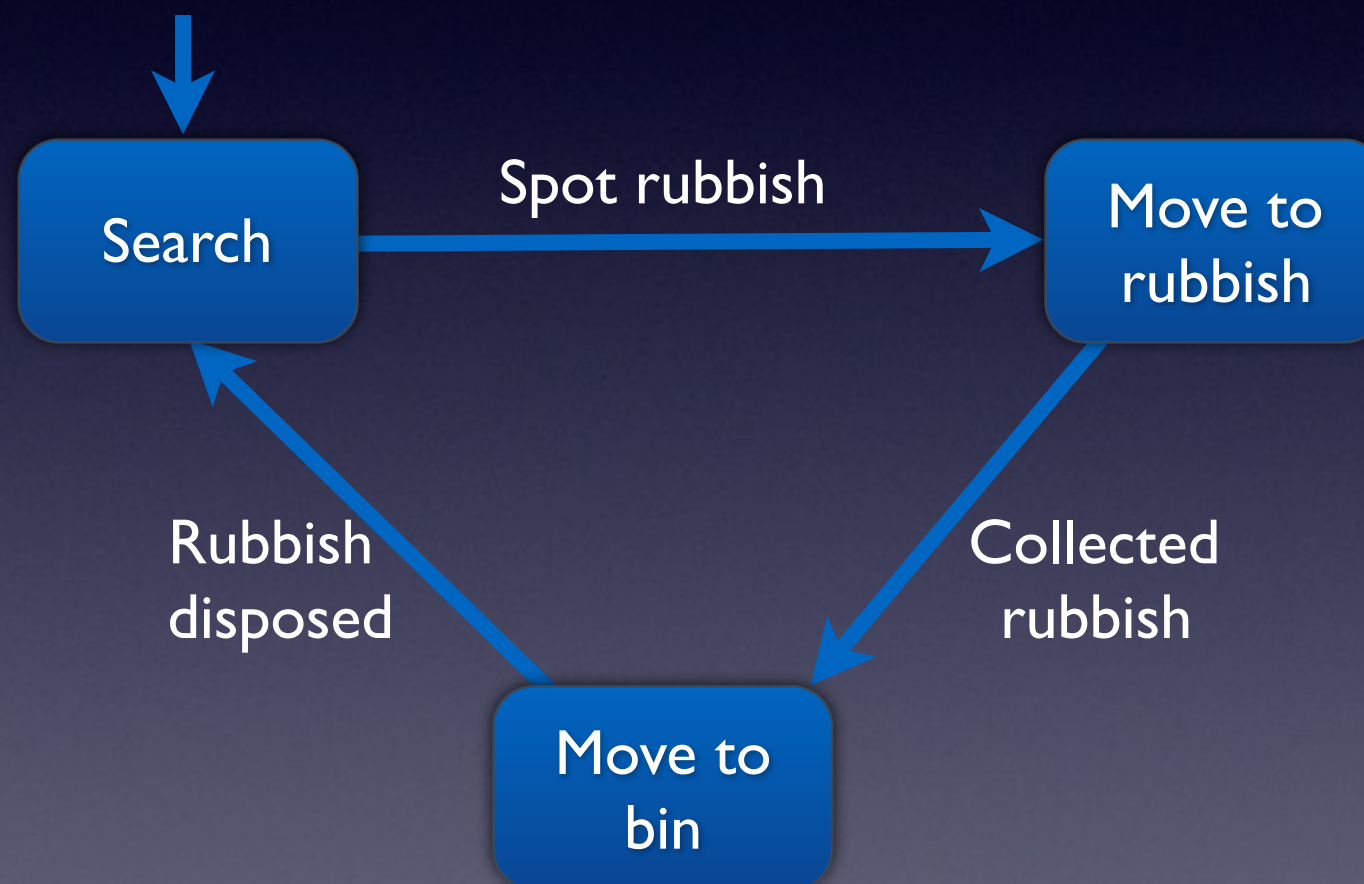 Spot rubbish
Search
Move to
rubbish
Rubbish
disposed
Collected
rubbish
Move to
bin